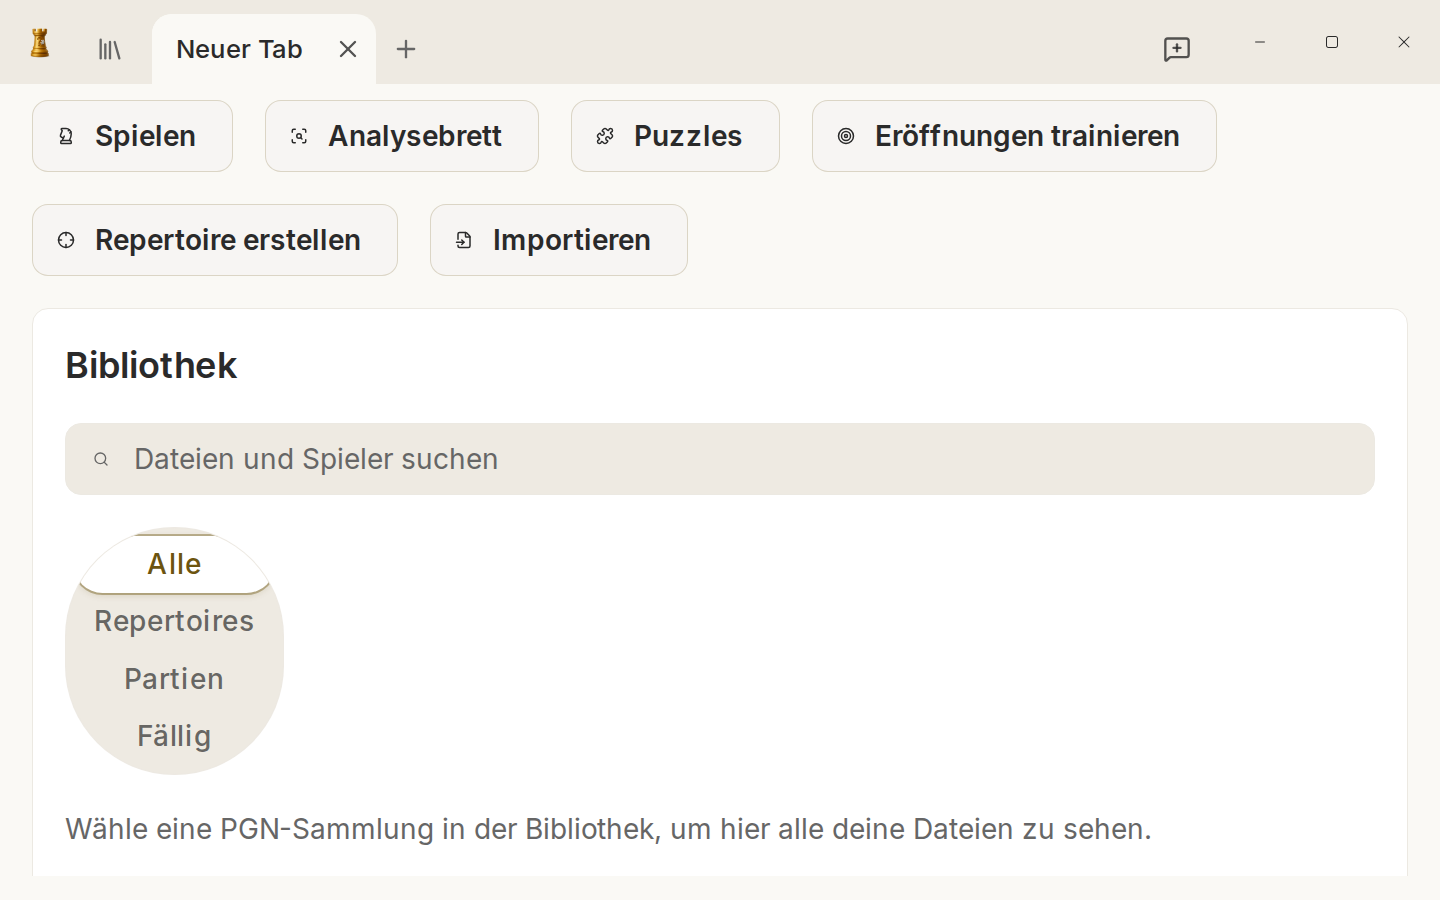 Neuer Tab
Spielen
Analysebrett
Puzzles
Eröffnungen trainieren
Repertoire erstellen
Importieren
Bibliothek
Dateien und Spieler suchen
Alle
Repertoires
Partien
Fällig
Wähle eine PGN-Sammlung in der Bibliothek, um hier alle deine Dateien zu sehen.